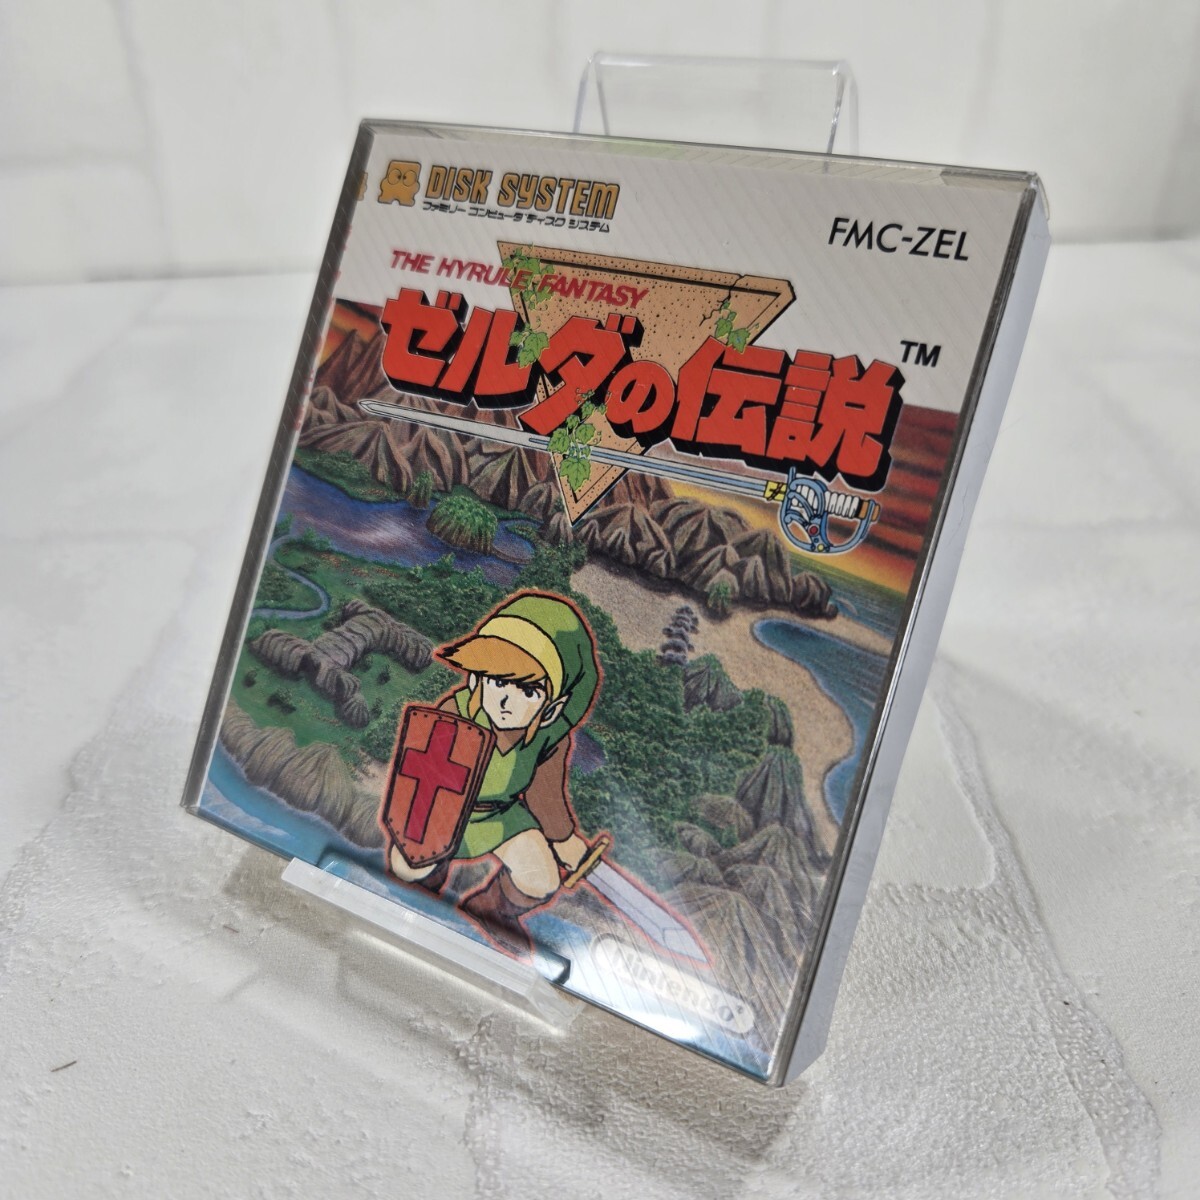 DISK SYSTEM
ファミリー コンピュータ ディスク システム
FMC-ZEL
THE HYRULE FANTASY
ゼルダの伝説
TM
Nintendo®